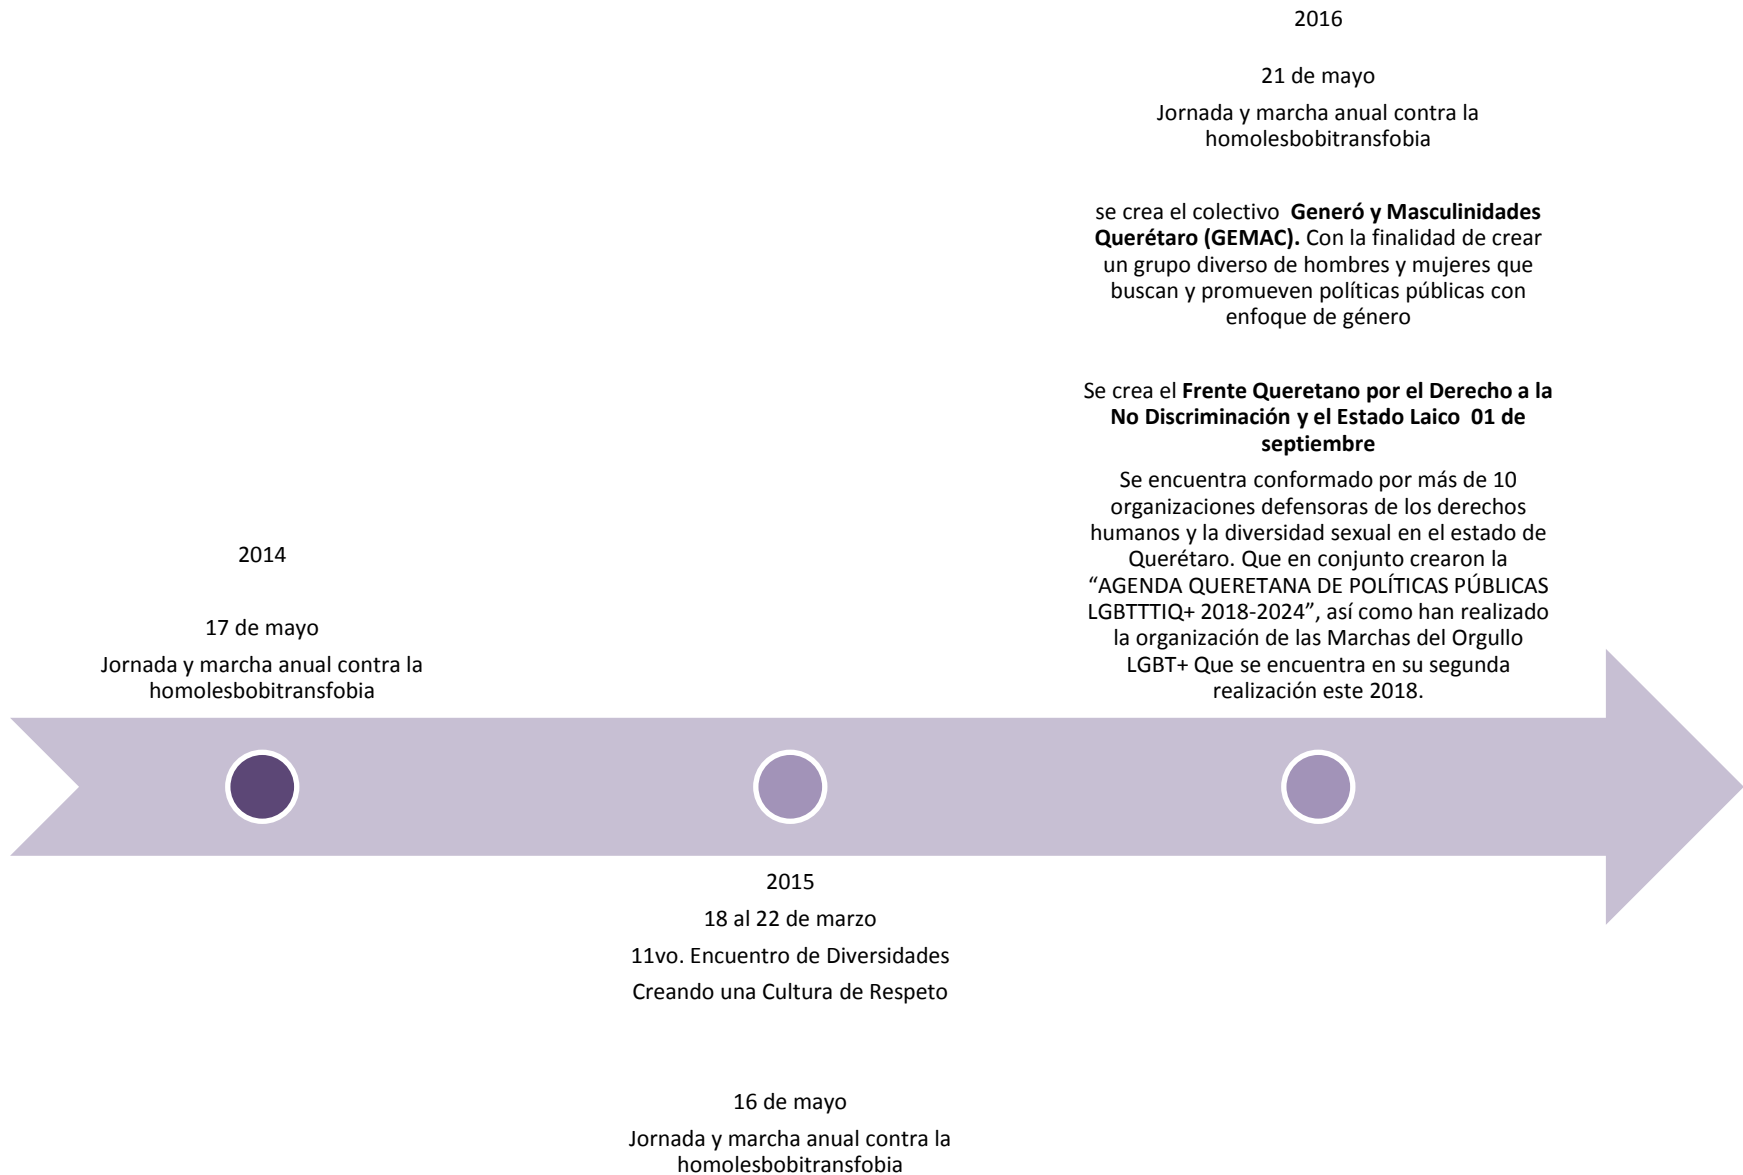 2014
17 de mayo
Jornada y marcha anual contra la
homolesbobitransfobia
2015
18 al 22 de marzo
11vo. Encuentro de Diversidades
Creando una Cultura de Respeto
16 de mayo
Jornada y marcha anual contra la
homolesbobitransfobia
2016
21 de mayo
Jornada y marcha anual contra la
homolesbobitransfobia
se crea el colectivo Generó y Masculinidades
Querétaro (GEMAC). Con la finalidad de crear
un grupo diverso de hombres y mujeres que
buscan y promueven políticas públicas con
enfoque de género
Se crea el Frente Queretano por el Derecho a la
No Discriminación y el Estado Laico 01 de
septiembre
Se encuentra conformado por más de 10
organizaciones defensoras de los derechos
humanos y la diversidad sexual en el estado de
Querétaro. Que en conjunto crearon la
“AGENDA QUERETANA DE POLÍTICAS PÚBLICAS
LGBTTTIQ+ 2018-2024”, así como han realizado
la organización de las Marchas del Orgullo
LGBT+ Que se encuentra en su segunda
realización este 2018.